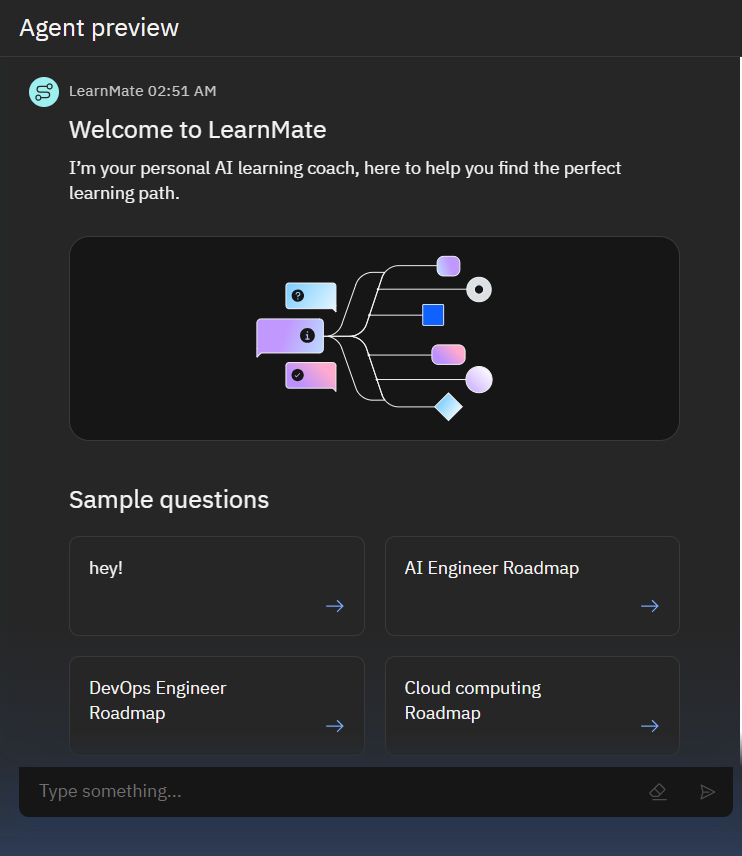 Agent preview
LearnMate 02:51 AM
Welcome to LearnMate
I’m your personal AI learning coach, here to help you find the perfect
learning path.
?
i
Sample questions
hey!
AI Engineer Roadmap
DevOps Engineer
Roadmap
Cloud computing
Roadmap
Type something...